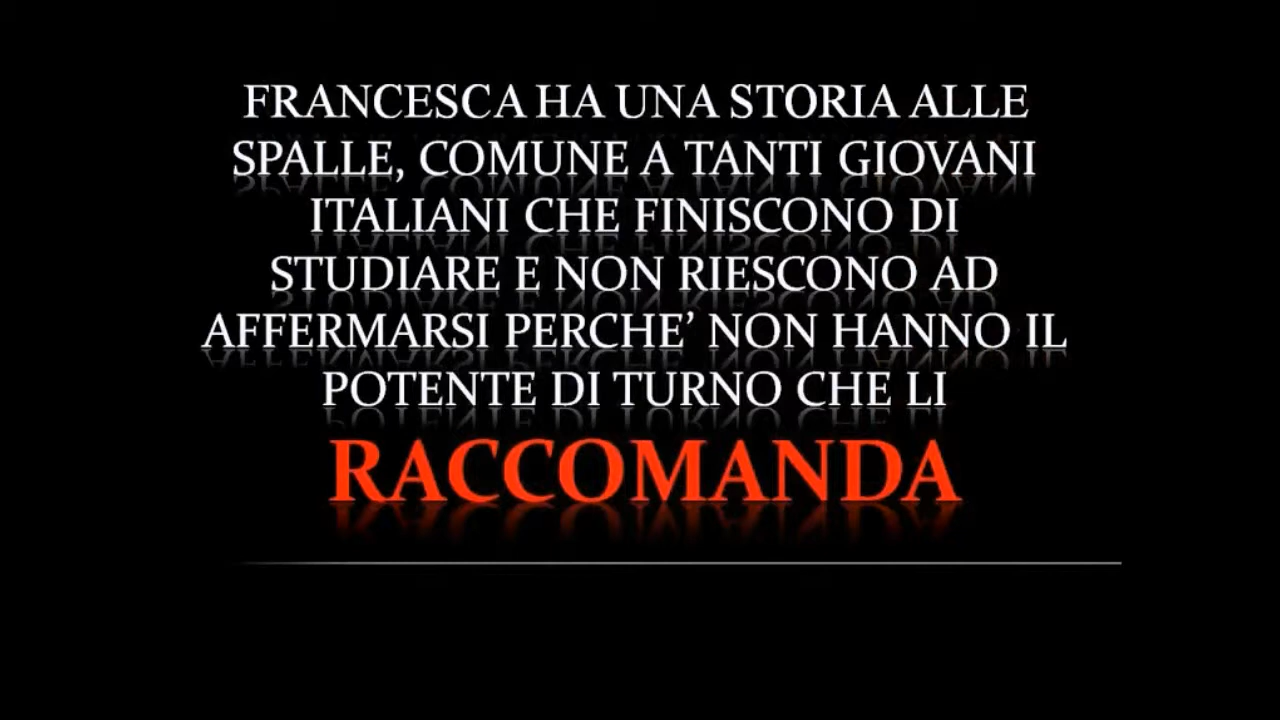 FRANCESCA HA UNA STORIA ALLE
SPALLE, COMUNE A TANTI GIOVANI
ITALIANI CHE FINISCONO DI
STUDIARE E NON RIESCONO AD
AFFERMARSI PERCHE’ NON HANNO IL
POTENTE DI TURNO CHE LI
RACCOMANDA